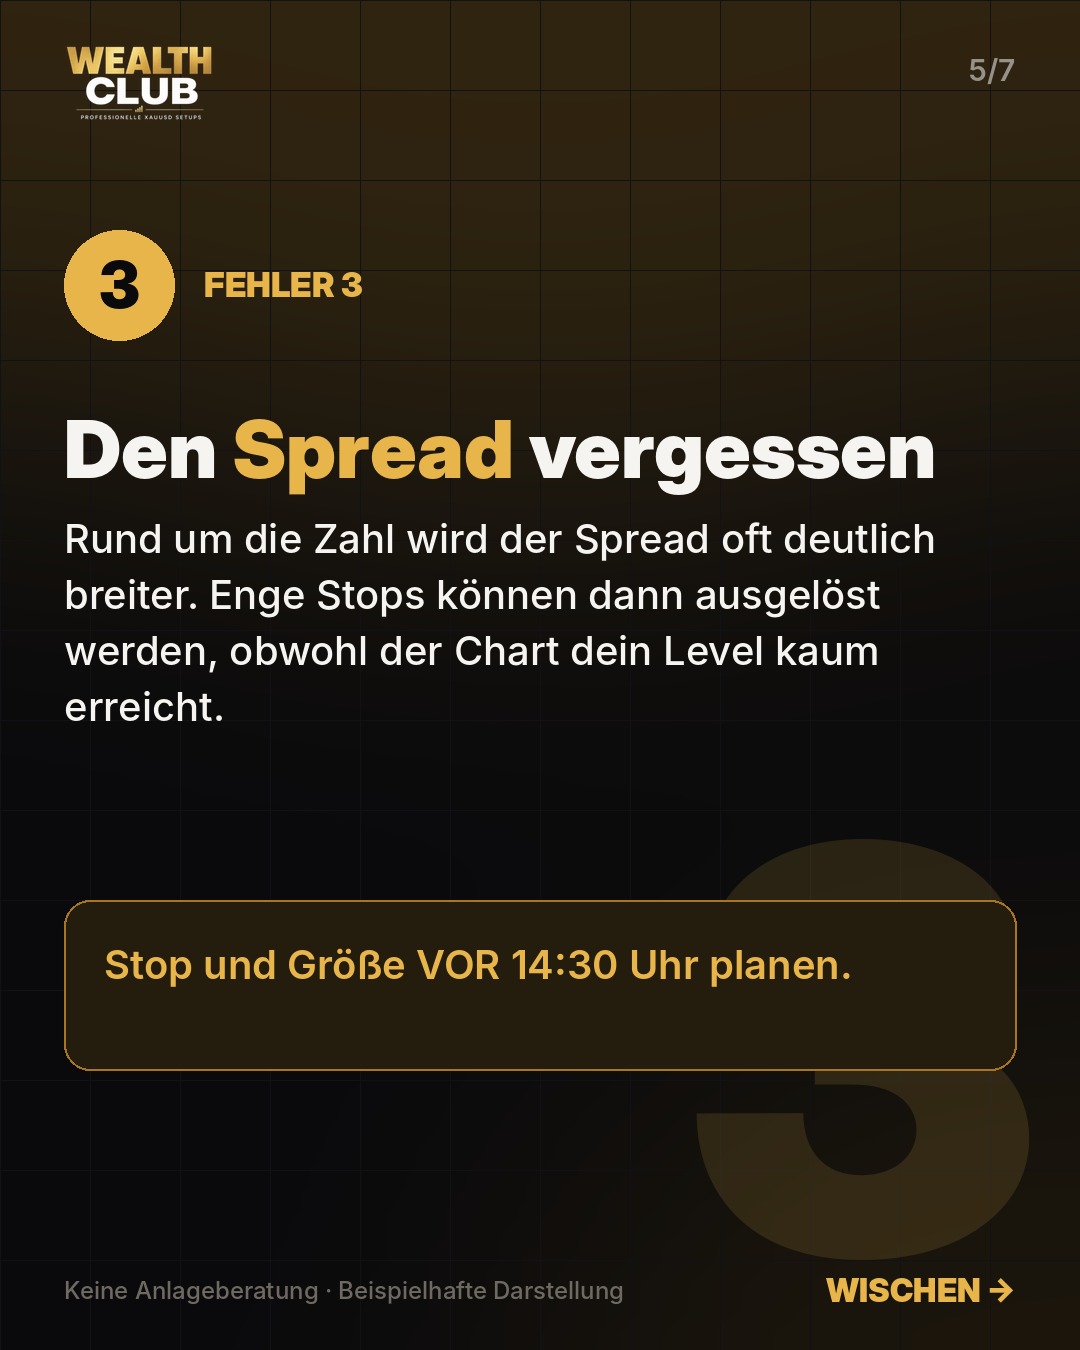 WEALTH
CLUB
PROFESSIONELLE XAUUSD SETUPS
5/7
3
FEHLER 3
Den Spread vergessen
Rund um die Zahl wird der Spread oft deutlich
breiter. Enge Stops können dann ausgelöst
werden, obwohl der Chart dein Level kaum
erreicht.
3
Stop und Größe VOR 14:30 Uhr planen.
Keine Anlageberatung · Beispielhafte Darstellung
WISCHEN →